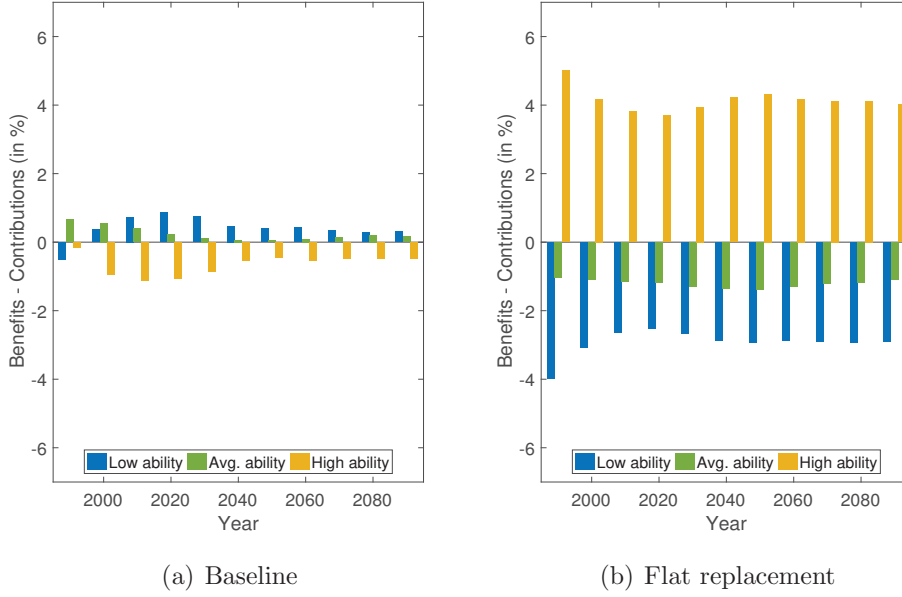 6
4
2
0
-2
-4
-6
Benefits - Contributions (in %)
Low ability Avg. ability High ability
2000 2020 2040 2060 2080
Year
(a) Baseline
6
4
2
0
-2
-4
-6
Benefits - Contributions (in %)
Low ability Avg. ability High ability
2000 2020 2040 2060 2080
Year
(b) Flat replacement